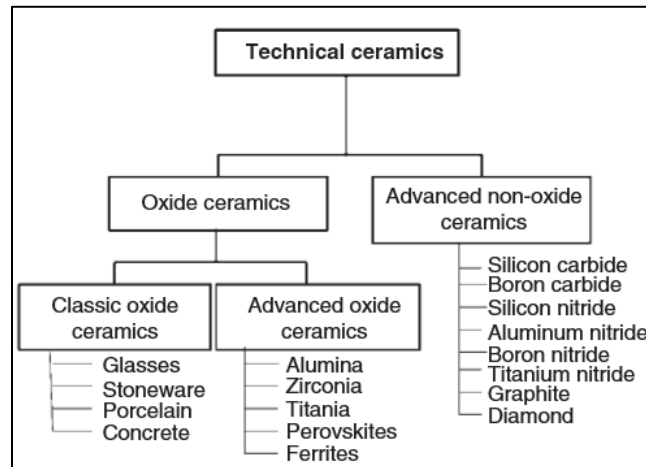 Technical ceramics
Oxide ceramics
Advanced non-oxide
ceramics
Classic oxide
ceramics
Glasses
Stoneware
Porcelain
Concrete
Advanced oxide
ceramics
Alumina
Zirconia
Titania
Perovskites
Ferrites
Silicon carbide
Boron carbide
Silicon nitride
Aluminum nitride
Boron nitride
Titanium nitride
Graphite
Diamond